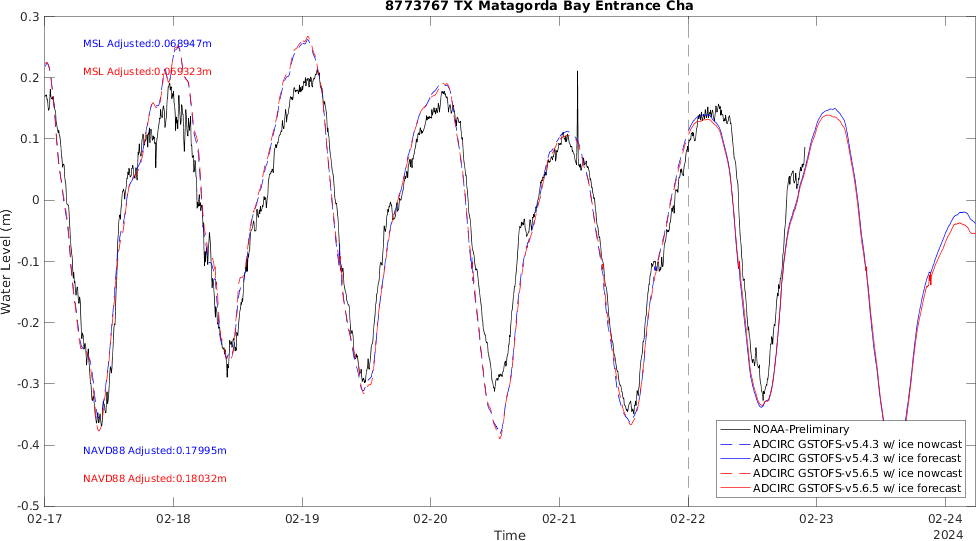 8773767 TX Matagorda Bay Entrance Cha
0.3
0.2
0.1
0
-0.1
-0.2
-0.3
-0.4
-0.5
Water Level (m)
MSL Adjusted:0.068947m
MSL Adjusted:0.069323m
NAVD88 Adjusted:0.17995m
NAVD88 Adjusted:0.18032m
NOAA-Preliminary
ADCIRC GSTOFS-v5.4.3 w/ ice nowcast
ADCIRC GSTOFS-v5.4.3 w/ ice forecast
ADCIRC GSTOFS-v5.6.5 w/ ice nowcast
ADCIRC GSTOFS-v5.6.5 w/ ice forecast
02-17 02-18 02-19 02-20 02-21 02-22 02-23 02-24
Time
2024